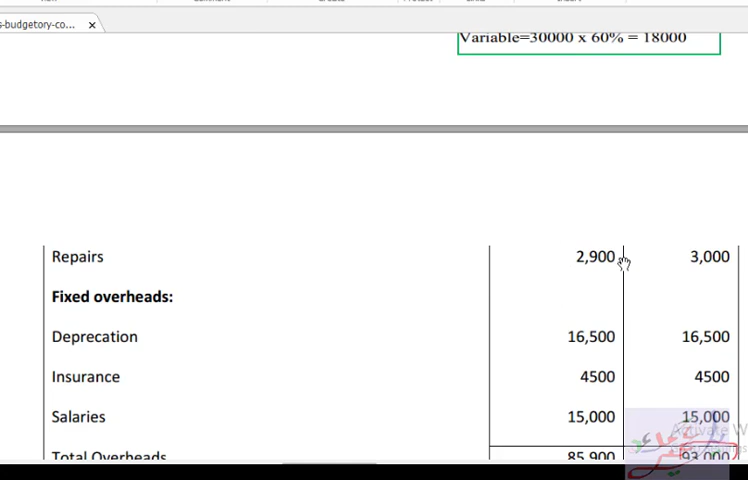 s-budgetory-co...
Variable=30000 x 60% = 18000
Repairs 2,900 3,000
Fixed overheads:
Deprecation 16,500 16,500
Insurance 4500 4500
Salaries 15,000 15,000
Activate W
Total Overheads 85,900 93,000